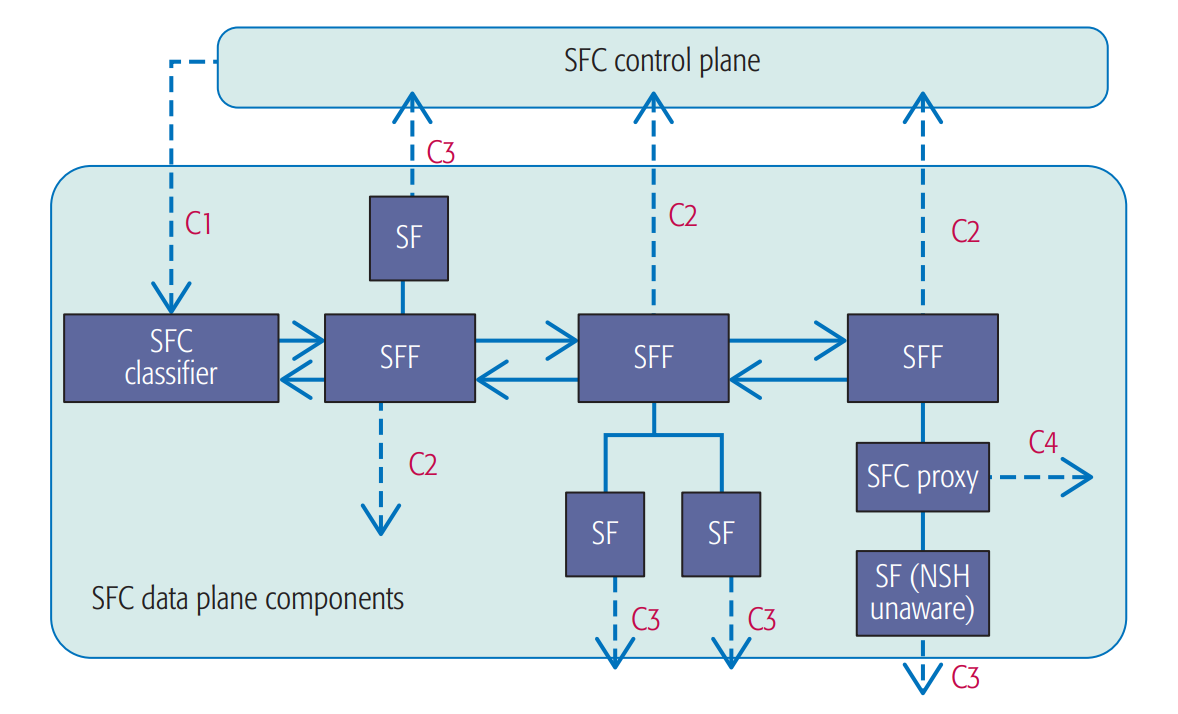 SFC control plane
C3
C1
C2
C2
SF
SFC
classifier
SFF
SFF
SFF
C2
C4
SFC proxy
SF
SF
SF (NSH
unaware)
SFC data plane components
C3
C3
C3